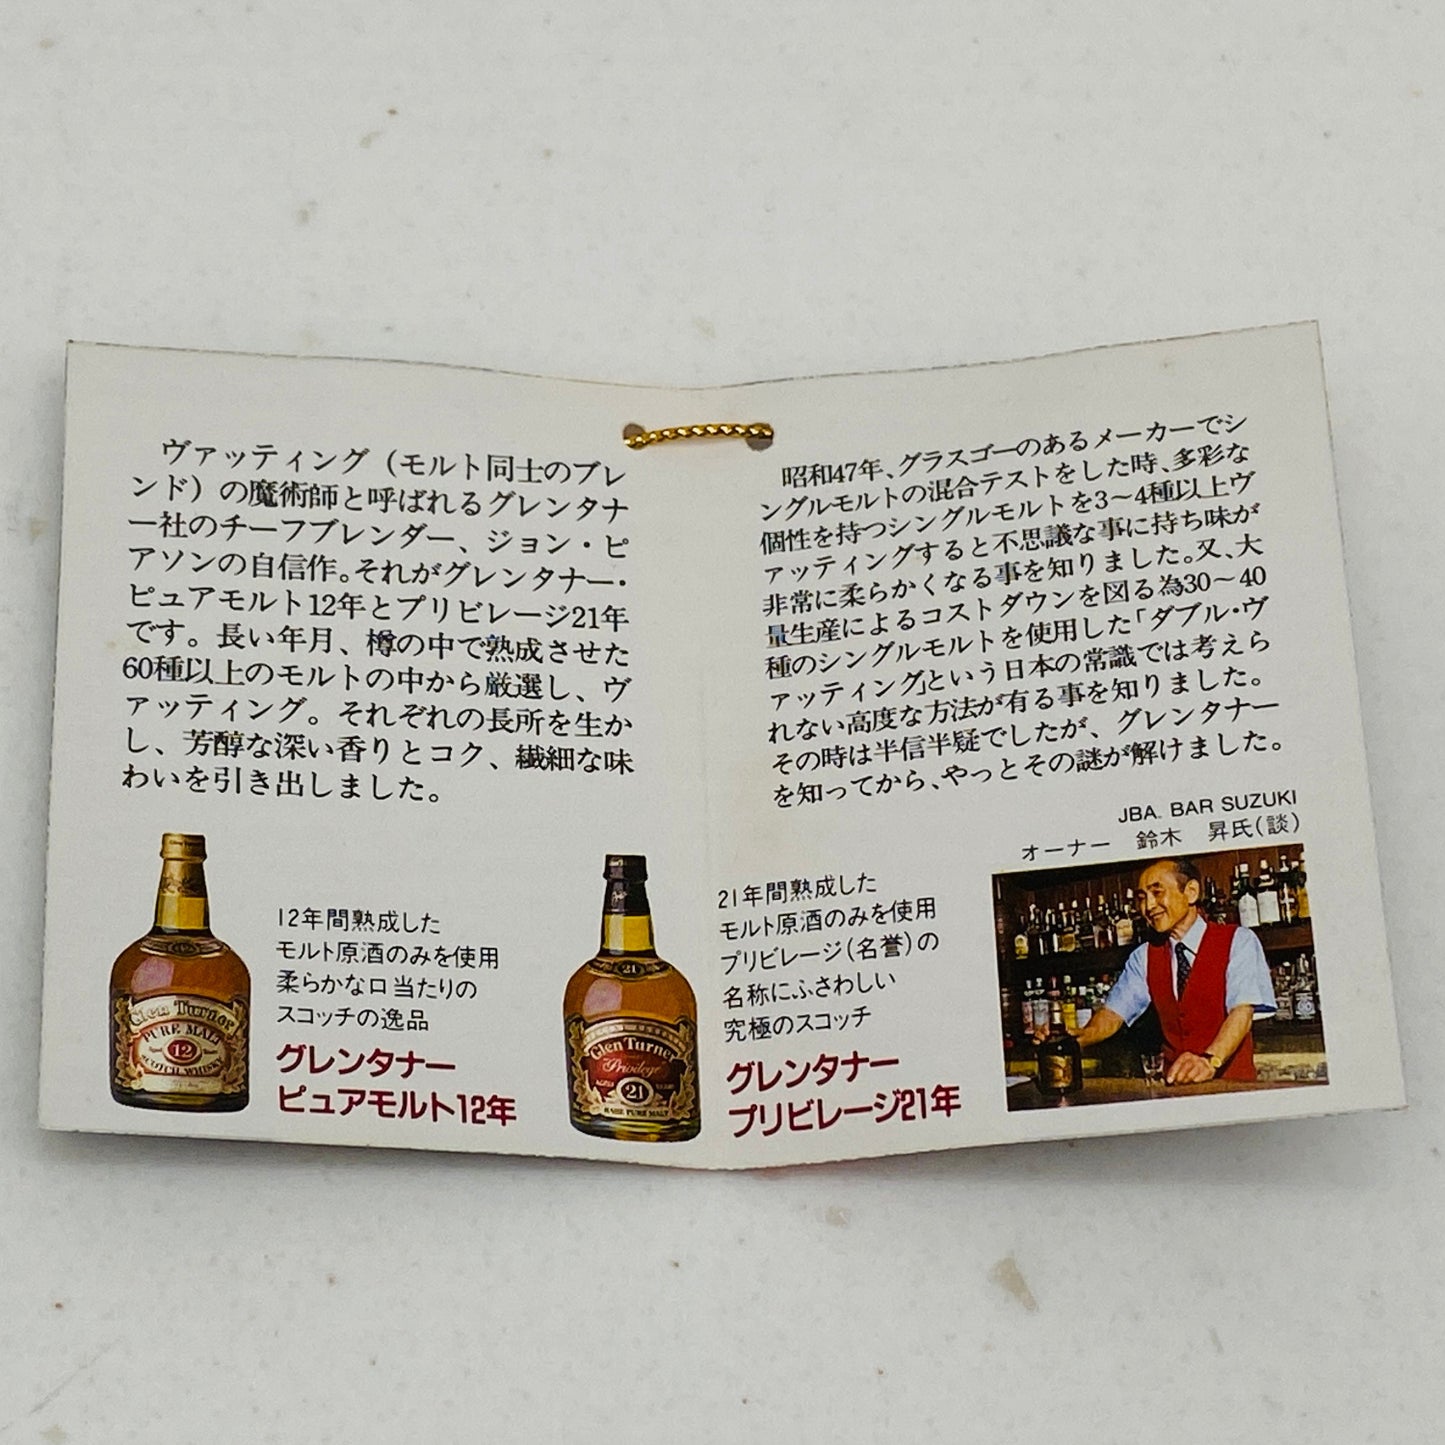 ヴァッティング（モルト同士のブレ
ンド）の魔術師と呼ばれるグレンタナ
ー社のチーフブレンダー、ジョン・ピ
アソンの自信作。それがグレンタナー・
ピュアモルト12年とプリビレージ21年
です。長い年月、樽の中で熟成させた
60種以上のモルトの中から厳選し、ヴ
ァッティング。それぞれの長所を生か
し、芳醇な深い香りとコク、繊細な味
わいを引き出しました。
12年間熟成した
モルト原酒のみを使用
柔らかな口当たりの
スコッチの逸品
グレンタナー
ピュアモルト12年
Glen Turner
PURE MALT
12
SCOTCH WHISKY
昭和47年、グラスゴーのあるメーカーでシ
ングルモルトの混合テストをした時、多彩な
個性を持つシングルモルトを3〜4種以上ヴ
ァッティングすると不思議な事に持ち味が
非常に柔らかくなる事を知りました。又、大
量生産によるコストダウンを図る為30〜40
種のシングルモルトを使用した「ダブル・ヴ
ァッティング」という日本の常識では考えら
れない高度な方法が有る事を知りました。
その時は半信半疑でしたが、グレンタナー
を知ってから、やっとその謎が解けました。
JBA. BAR SUZUKI
オーナー 鈴木 昇氏(談)
21年間熟成した
モルト原酒のみを使用
プリビレージ(名誉)の
名称にふさわしい
究極のスコッチ
グレンタナー
プリビレージ21年
21
Glen Turner
Privilege
AGED 21 YEARS
RARE PURE MALT